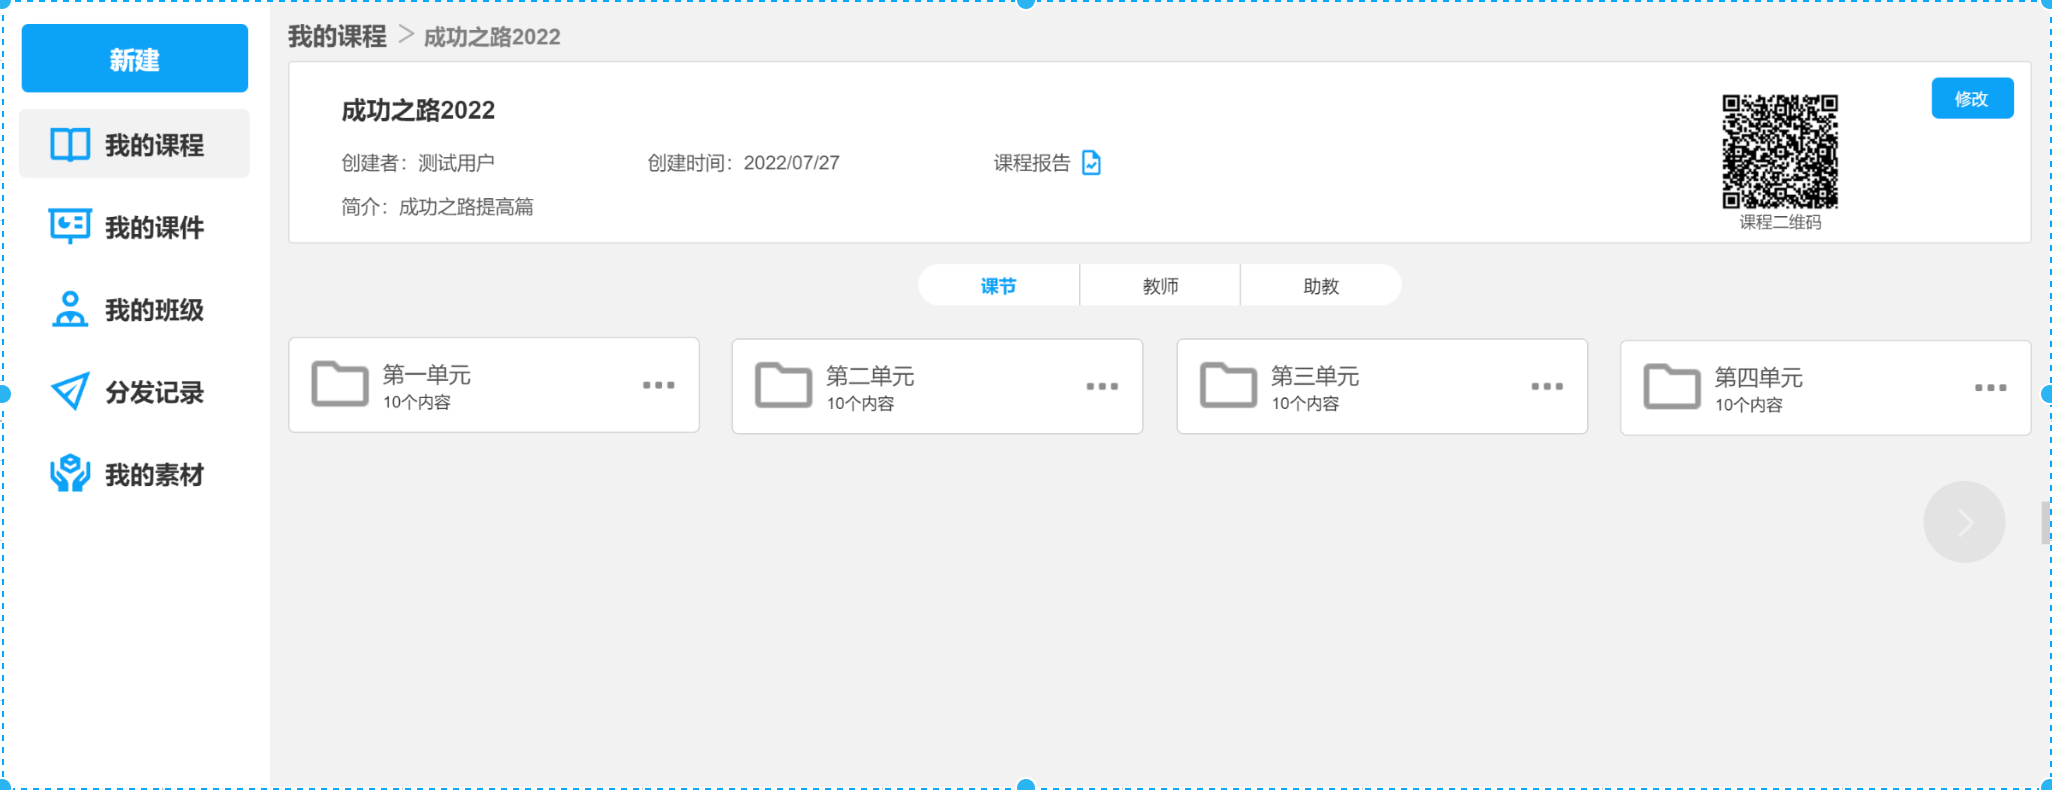 新建
我的课程
我的课件
我的班级
分发记录
我的素材
我的课程 > 成功之路2022
成功之路2022
修改
创建者：测试用户 创建时间：2022/07/27 课程报告
简介：成功之路提高篇
课程二维码
课节 教师 助教
第一单元
10个内容
第二单元
10个内容
第三单元
10个内容
第四单元
10个内容